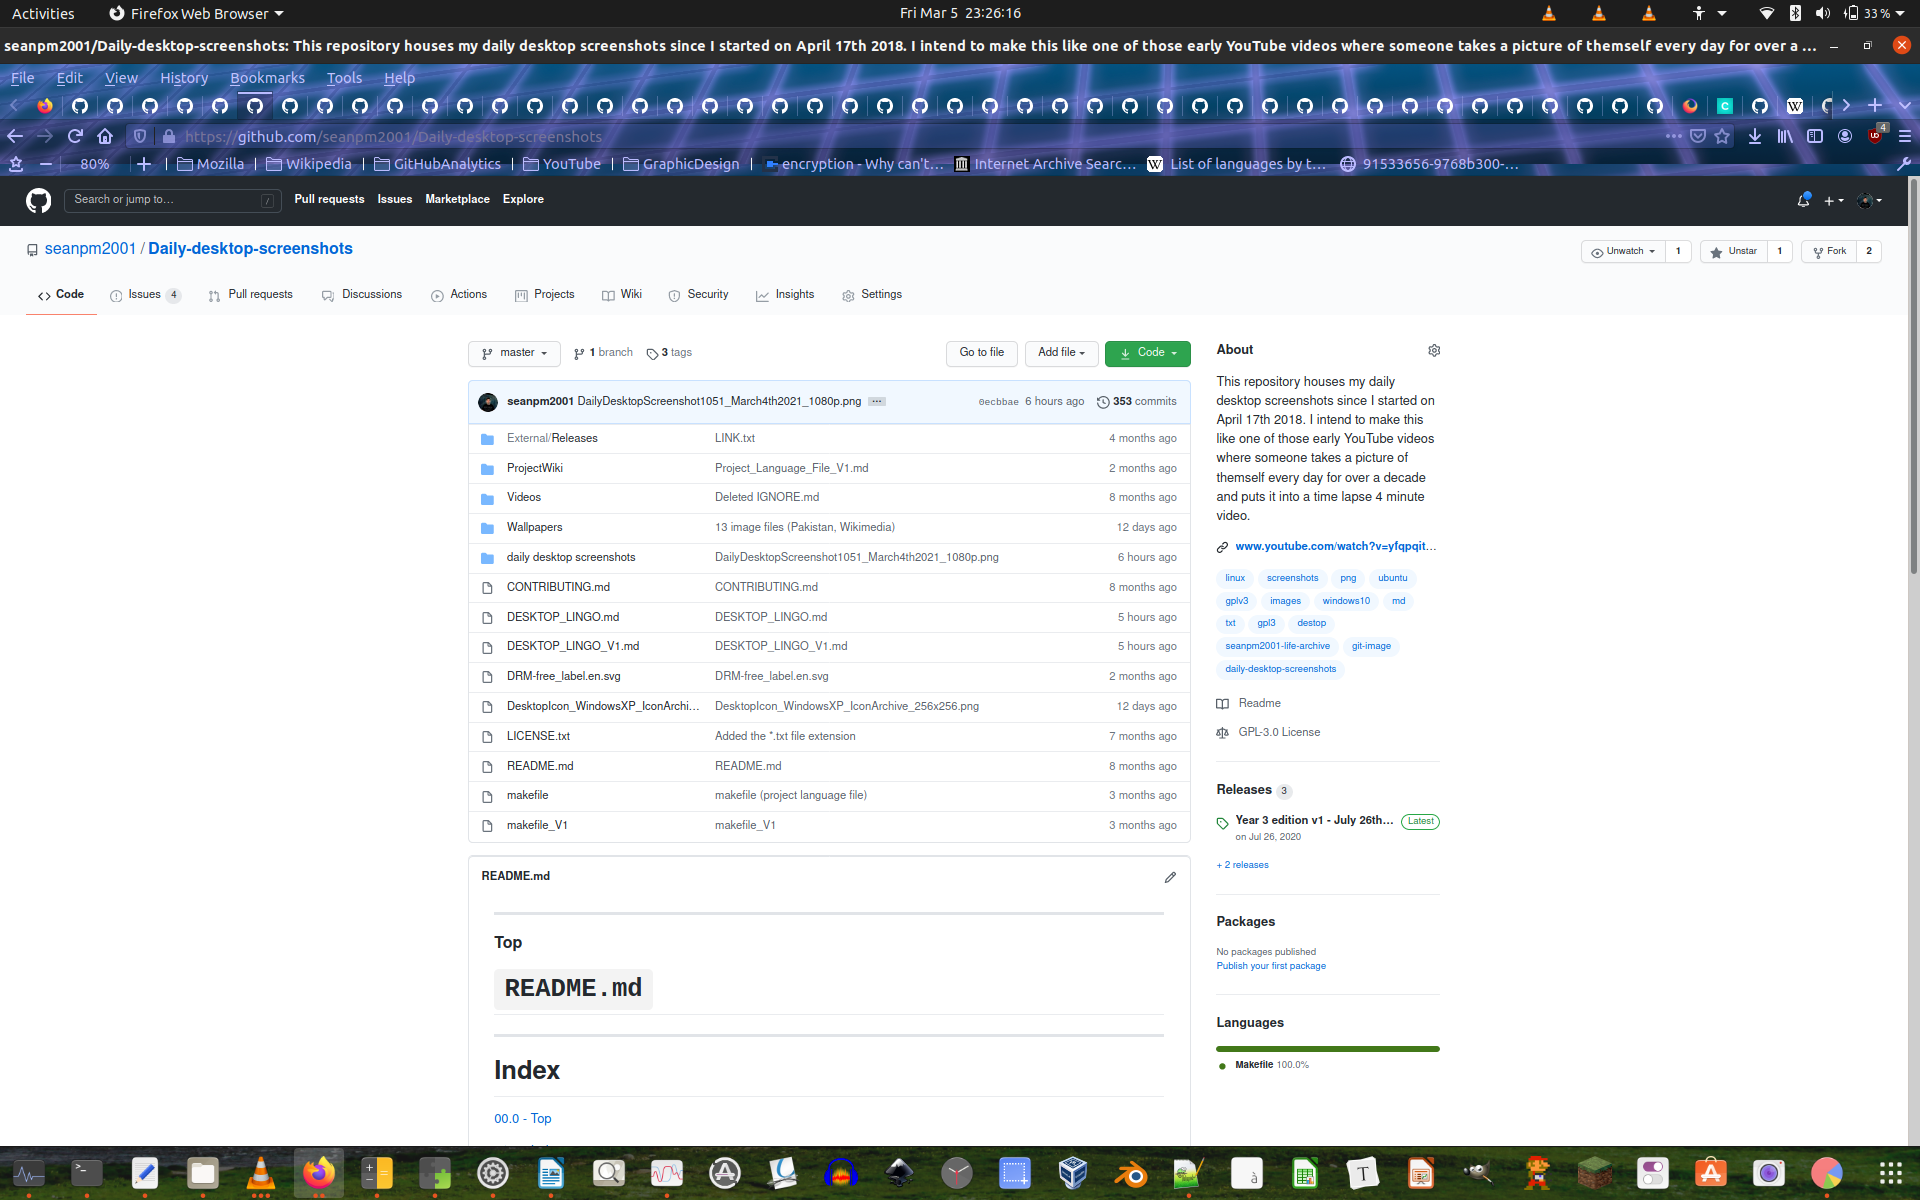 Activities Firefox Web Browser Fri Mar 5 23:26:16 33 %
seanpm2001/Daily-desktop-screenshots: This repository houses my daily desktop screenshots since I started on April 17th 2018. I intend to make this like one of those early YouTube videos where someone takes a picture of themself every day for over a ...
File Edit View History Bookmarks Tools Help
https://github.com/seanpm2001/Daily-desktop-screenshots 4
80% Mozilla Wikipedia GitHubAnalytics YouTube GraphicDesign encryption - Why can't... Internet Archive Searc... List of languages by t... 91533656-9768b300-...
Search or jump to... / Pull requests Issues Marketplace Explore
seanpm2001 / Daily-desktop-screenshots Unwatch 1 Unstar 1 Fork 2
Code Issues 4 Pull requests Discussions Actions Projects Wiki Security Insights Settings
master 1 branch 3 tags Go to file Add file Code
seanpm2001 DailyDesktopScreenshot1051_March4th2021_1080p.png ... 0ecbbae 6 hours ago 353 commits
External/Releases LINK.txt 4 months ago
ProjectWiki Project_Language_File_V1.md 2 months ago
Videos Deleted IGNORE.md 8 months ago
Wallpapers 13 image files (Pakistan, Wikimedia) 12 days ago
daily desktop screenshots DailyDesktopScreenshot1051_March4th2021_1080p.png 6 hours ago
CONTRIBUTING.md CONTRIBUTING.md 8 months ago
DESKTOP_LINGO.md DESKTOP_LINGO.md 5 hours ago
DESKTOP_LINGO_V1.md DESKTOP_LINGO_V1.md 5 hours ago
DRM-free_label.en.svg DRM-free_label.en.svg 2 months ago
DesktopIcon_WindowsXP_IconArchi... DesktopIcon_WindowsXP_IconArchive_256x256.png 12 days ago
LICENSE.txt Added the *.txt file extension 7 months ago
README.md README.md 8 months ago
makefile makefile (project language file) 3 months ago
makefile_V1 makefile_V1 3 months ago
README.md
Top
README.md
Index
00.0 - Top
About
This repository houses my daily
desktop screenshots since I started on
April 17th 2018. I intend to make this
like one of those early YouTube videos
where someone takes a picture of
themself every day for over a decade
and puts it into a time lapse 4 minute
video.
www.youtube.com/watch?v=yfqpqit...
linux screenshots png ubuntu
gplv3 images windows10 md
txt gpl3 destop
seanpm2001-life-archive git-image
daily-desktop-screenshots
Readme
GPL-3.0 License
Releases 3
Year 3 edition v1 - July 26th... Latest
on Jul 26, 2020
+ 2 releases
Packages
No packages published
Publish your first package
Languages
Makefile 100.0%